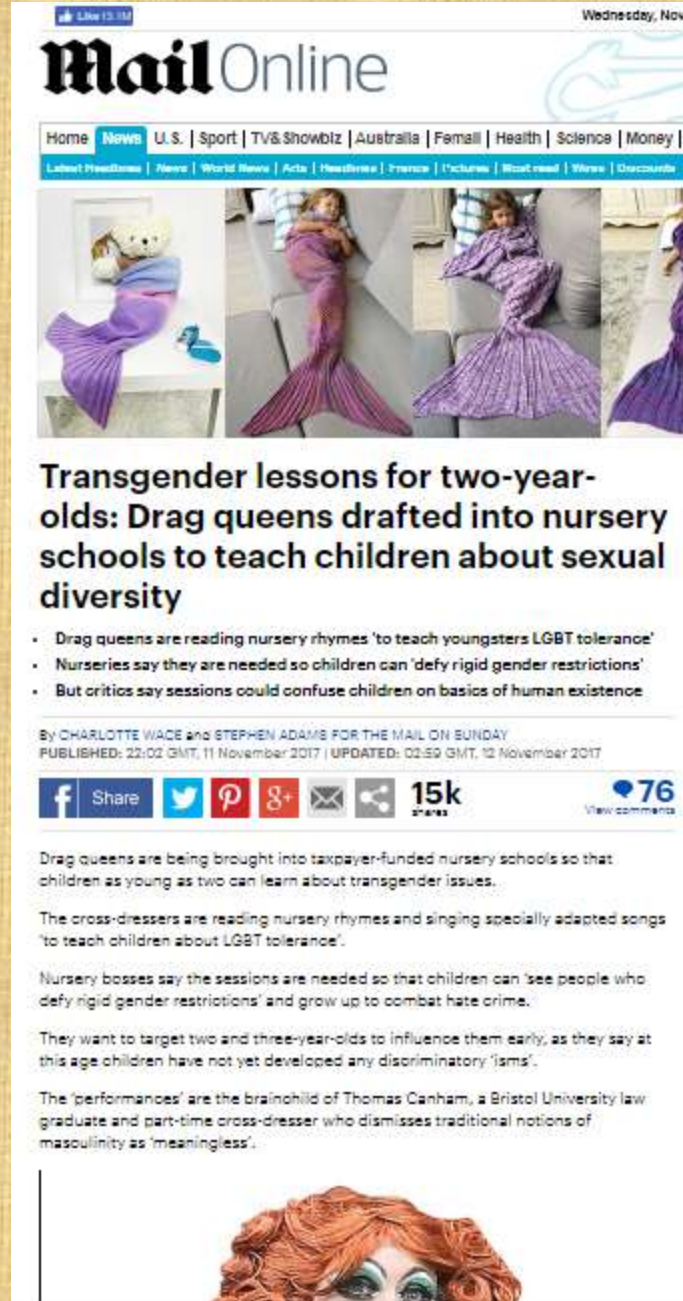 Like 13.1M
Wednesday, Nov
Mail Online
Home News U.S. | Sport | TV&Showbiz | Australia | Femail | Health | Science | Money |
Latest Headlines | News | World News | Arts | Headlines | France | Pictures | Most read | Wires | Discounts
Transgender lessons for two-year-
olds: Drag queens drafted into nursery
schools to teach children about sexual
diversity
• Drag queens are reading nursery rhymes 'to teach youngsters LGBT tolerance'
• Nurseries say they are needed so children can 'defy rigid gender restrictions'
• But critics say sessions could confuse children on basics of human existence
By CHARLOTTE WACE and STEPHEN ADAMS FOR THE MAIL ON SUNDAY
PUBLISHED: 22:02 GMT, 11 November 2017 | UPDATED: 02:59 GMT, 12 November 2017
Share 15k 76
shares View comments
Drag queens are being brought into taxpayer-funded nursery schools so that
children as young as two can learn about transgender issues.
The cross-dressers are reading nursery rhymes and singing specially adapted songs
'to teach children about LGBT tolerance'.
Nursery bosses say the sessions are needed so that children can 'see people who
defy rigid gender restrictions' and grow up to combat hate crime.
They want to target two and three-year-olds to influence them early, as they say at
this age children have not yet developed any discriminatory 'isms'.
The 'performances' are the brainchild of Thomas Canham, a Bristol University law
graduate and part-time cross-dresser who dismisses traditional notions of
masculinity as 'meaningless'.